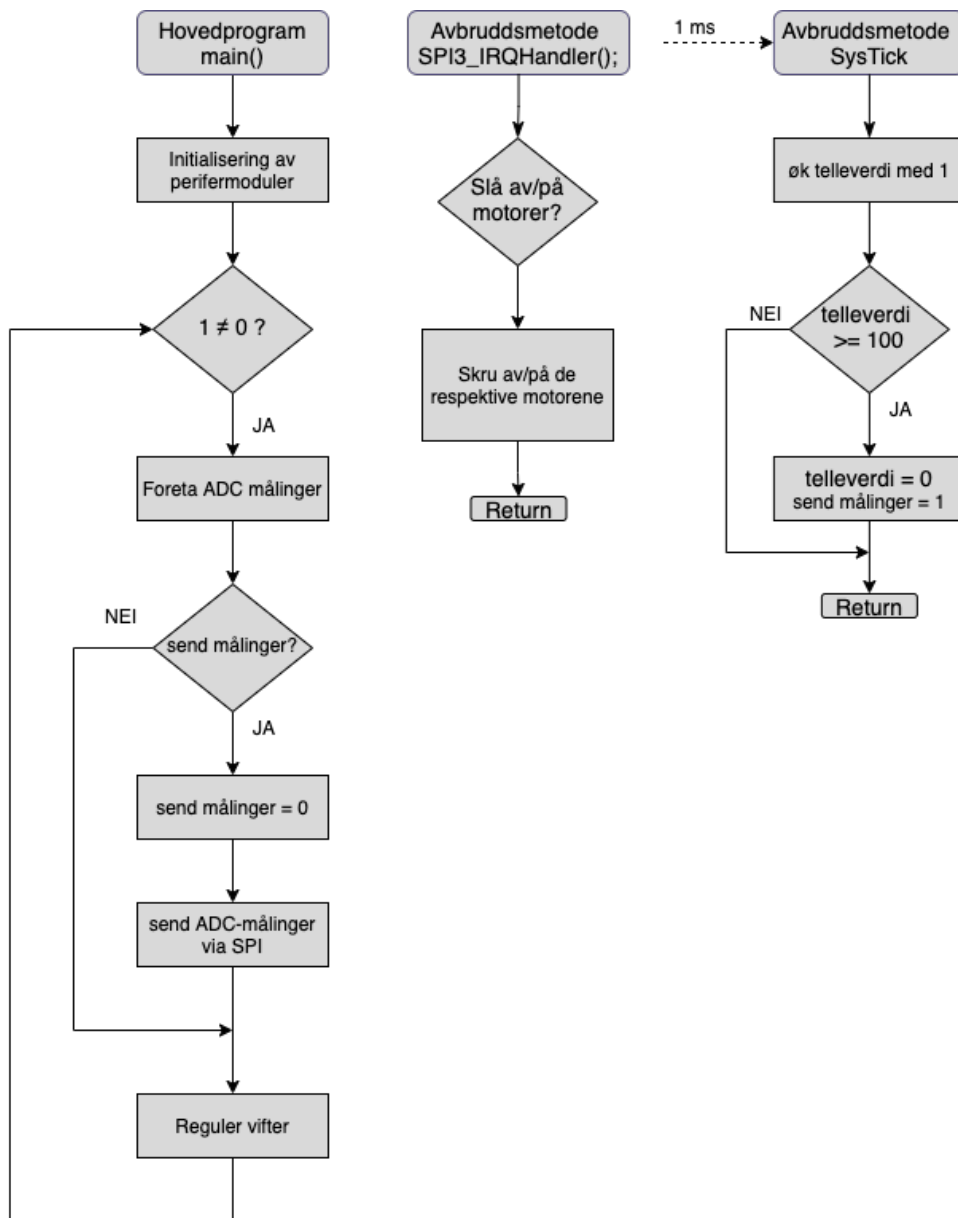 Hovedprogram
main()
Initialisering av
perifermoduler
1 ≠ 0 ?
JA
Foreta ADC målinger
NEI
send målinger?
JA
send målinger = 0
send ADC-målinger
via SPI
Reguler vifter
Avbruddsmetode
SPI3_IRQHandler();
Slå av/på
motorer?
Skru av/på de
respektive motorene
Return
1 ms
Avbruddsmetode
SysTick
øk telleverdi med 1
NEI
telleverdi
>= 100
JA
telleverdi = 0
send målinger = 1
Return